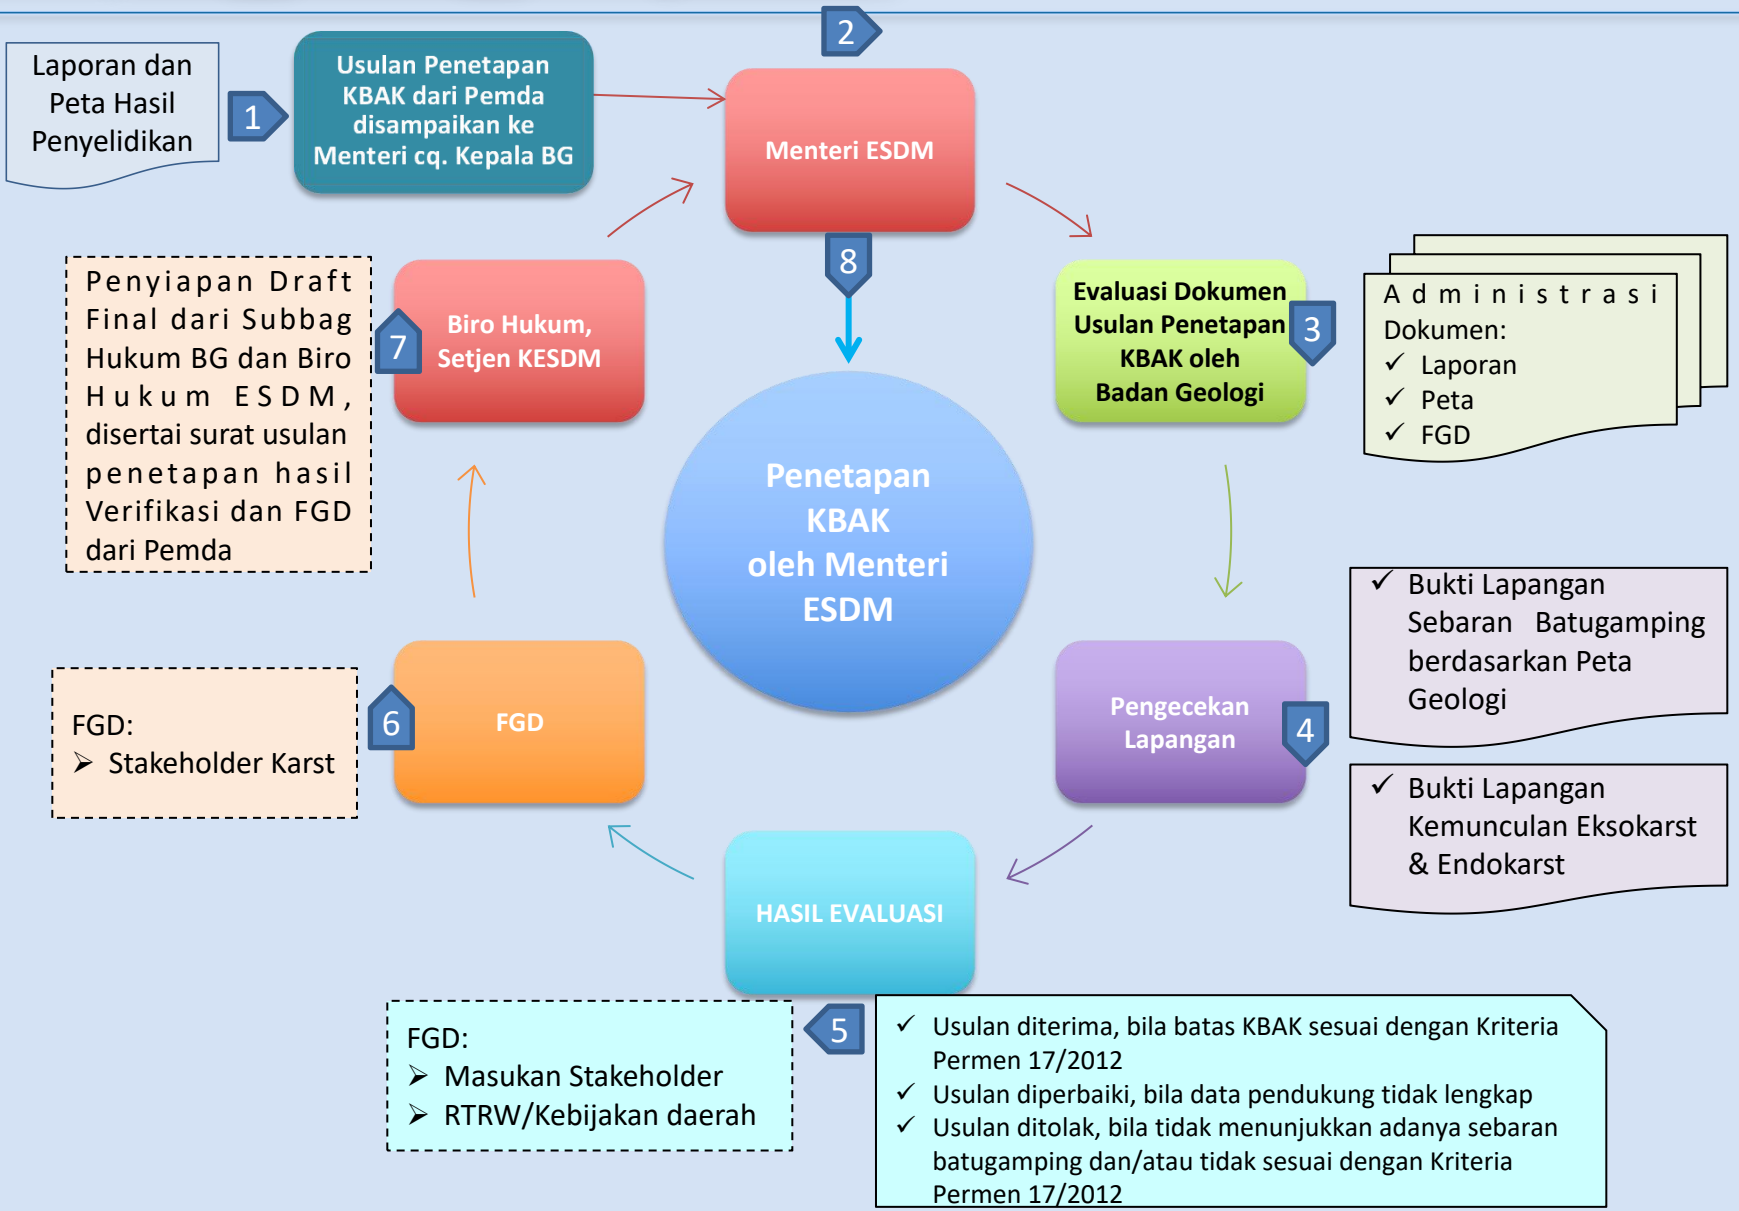 Laporan dan
Peta Hasil
Penyelidikan
1
Usulan Penetapan
KBAK dari Pemda
disampaikan ke
Menteri cq. Kepala BG
2
Menteri ESDM
8
Evaluasi Dokumen
Usulan Penetapan
KBAK oleh
Badan Geologi
3
Administrasi
Dokumen:
✓ Laporan
✓ Peta
✓ FGD
Penyiapan Draft
Final dari Subbag
Hukum BG dan Biro
Hukum ESDM,
disertai surat usulan
penetapan hasil
Verifikasi dan FGD
dari Pemda
7
Biro Hukum,
Setjen KESDM
Penetapan
KBAK
oleh Menteri
ESDM
Pengecekan
Lapangan
4
✓ Bukti Lapangan
Sebaran Batugamping
berdasarkan Peta
Geologi
✓ Bukti Lapangan
Kemunculan Eksokarst
& Endokarst
FGD:
➢ Stakeholder Karst
6
FGD
HASIL EVALUASI
FGD:
➢ Masukan Stakeholder
➢ RTRW/Kebijakan daerah
5
✓ Usulan diterima, bila batas KBAK sesuai dengan Kriteria
Permen 17/2012
✓ Usulan diperbaiki, bila data pendukung tidak lengkap
✓ Usulan ditolak, bila tidak menunjukkan adanya sebaran
batugamping dan/atau tidak sesuai dengan Kriteria
Permen 17/2012